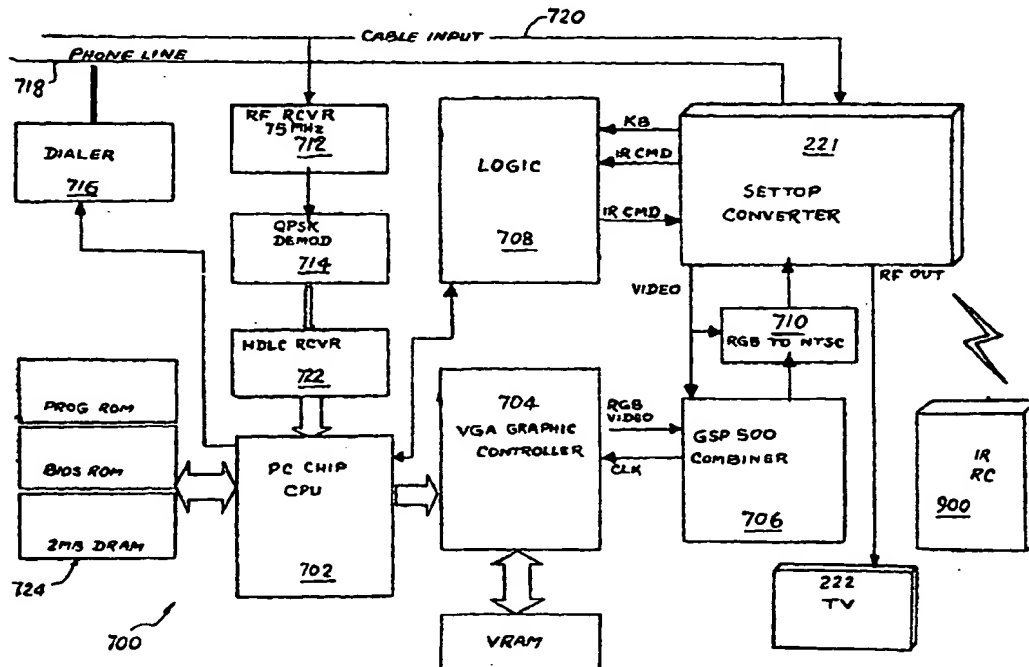 720
CABLE INPUT
PHONE LINE
718
DIALER
716
RF RCVR
75 MHz
712
QPSK
DEMOD
714
HDLC RCVR
722
LOGIC
708
KB
IR CMD
IR CMD
221
SETTOP
CONVERTER
VIDEO
RF OUT
710
RGB TO NTSC
PROG ROM
BIOS ROM
2MB DRAM
724
PC CHIP
CPU
702
704
VGA GRAPHIC
CONTROLLER
RGB
VIDEO
CLK
GSP 500
COMBINER
706
IR
RC
900
222
TV
700
VRAM